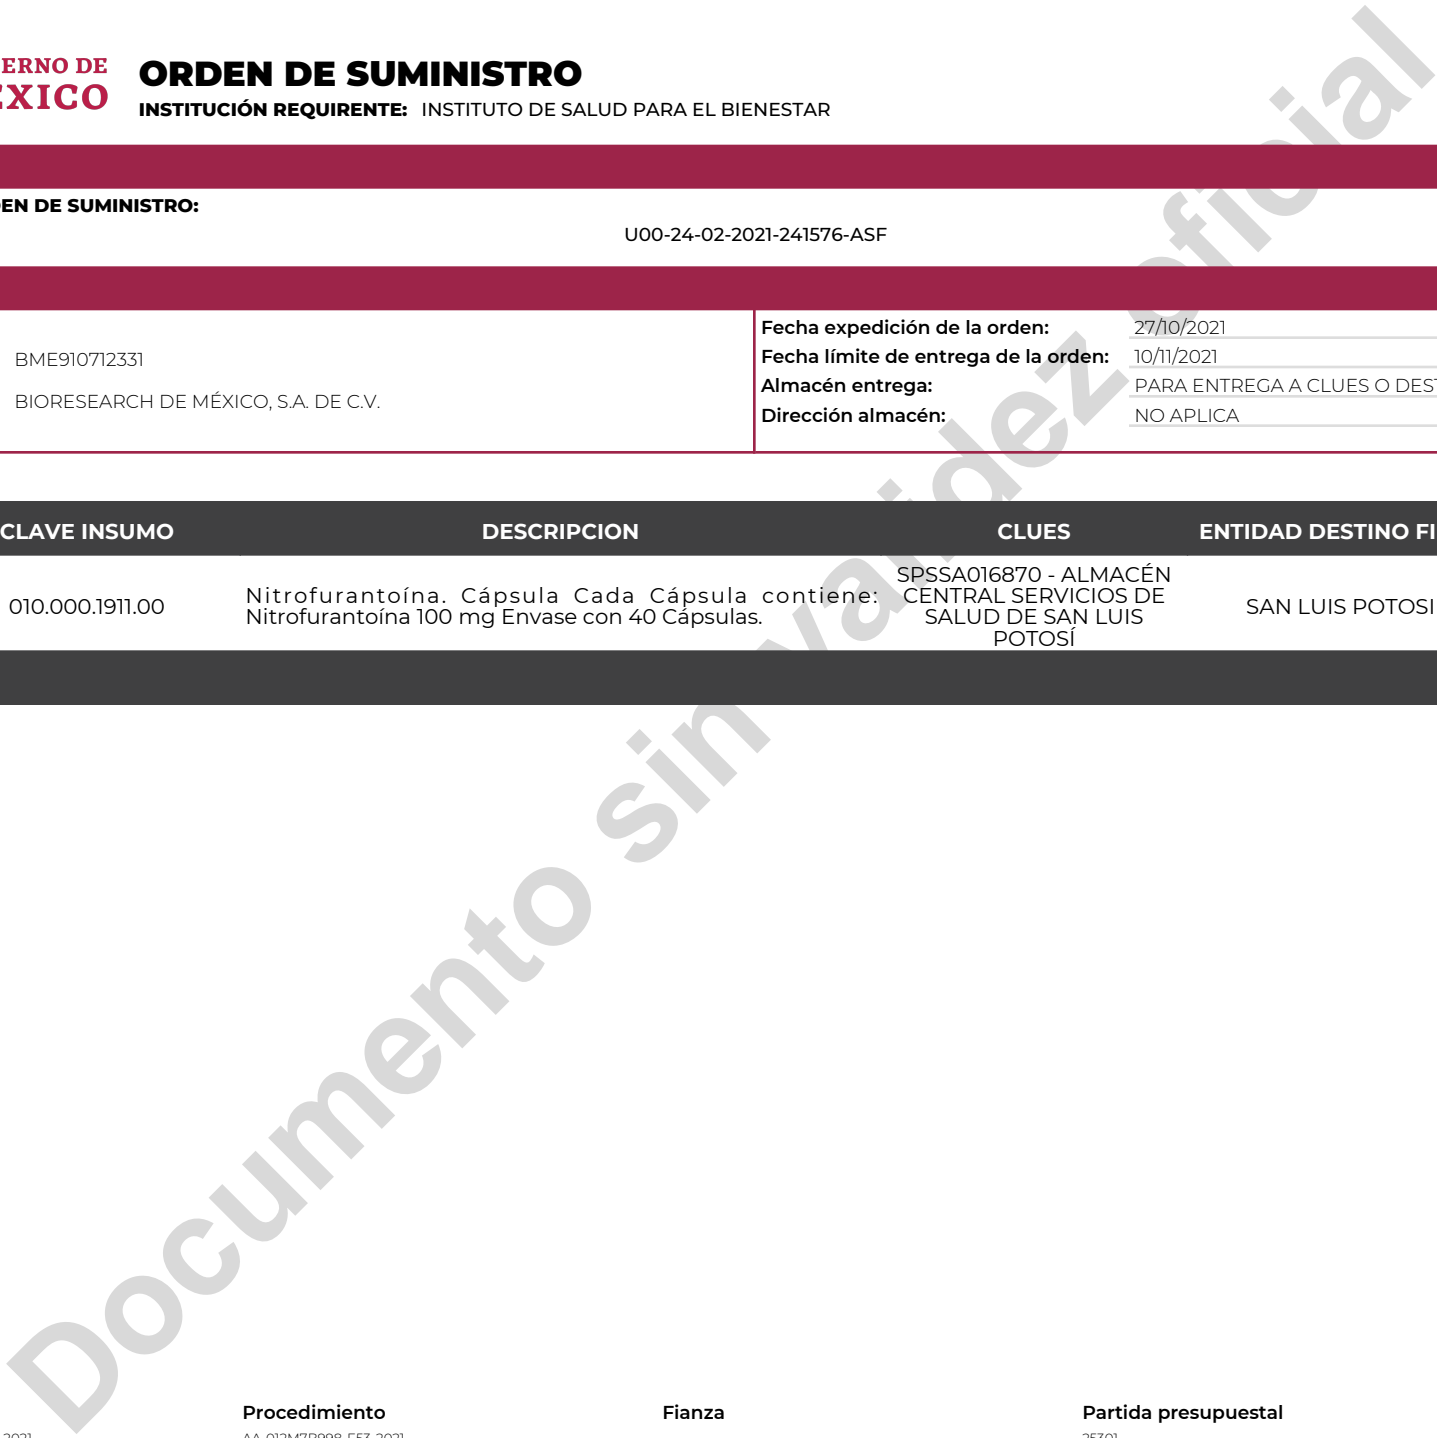 ERNO DE
ÉXICO
ORDEN DE SUMINISTRO
INSTITUCIÓN REQUIRENTE: INSTITUTO DE SALUD PARA EL BIENESTAR
EN DE SUMINISTRO:
U00-24-02-2021-241576-ASF
BME910712331
BIORESEARCH DE MÉXICO, S.A. DE C.V.
Fecha expedición de la orden: 27/10/2021
Fecha límite de entrega de la orden: 10/11/2021
Almacén entrega: PARA ENTREGA A CLUES O DEST
Dirección almacén: NO APLICA
CLAVE INSUMO DESCRIPCION CLUES ENTIDAD DESTINO FI
010.000.1911.00
Nitrofurantoína. Cápsula Cada Cápsula contiene:
Nitrofurantoína 100 mg Envase con 40 Cápsulas.
SPSSA016870 - ALMACÉN
CENTRAL SERVICIOS DE
SALUD DE SAN LUIS
POTOSÍ
SAN LUIS POTOSI
Documento sin validez oficial
Procedimiento Fianza Partida presupuestal